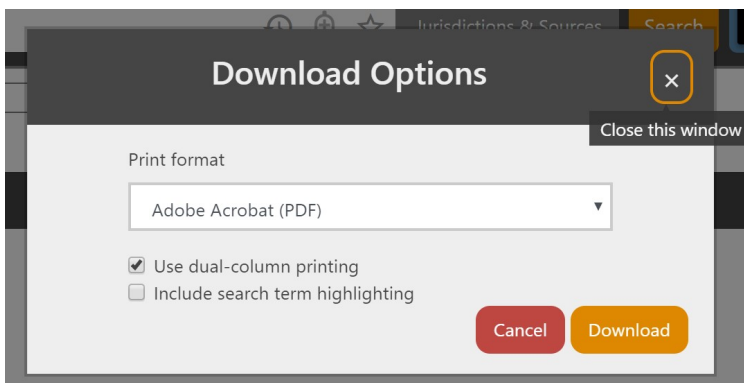 Jurisdictions & Sources Search
Download Options
×
Close this window
Print format
Adobe Acrobat (PDF)
Use dual-column printing
Include search term highlighting
Cancel Download